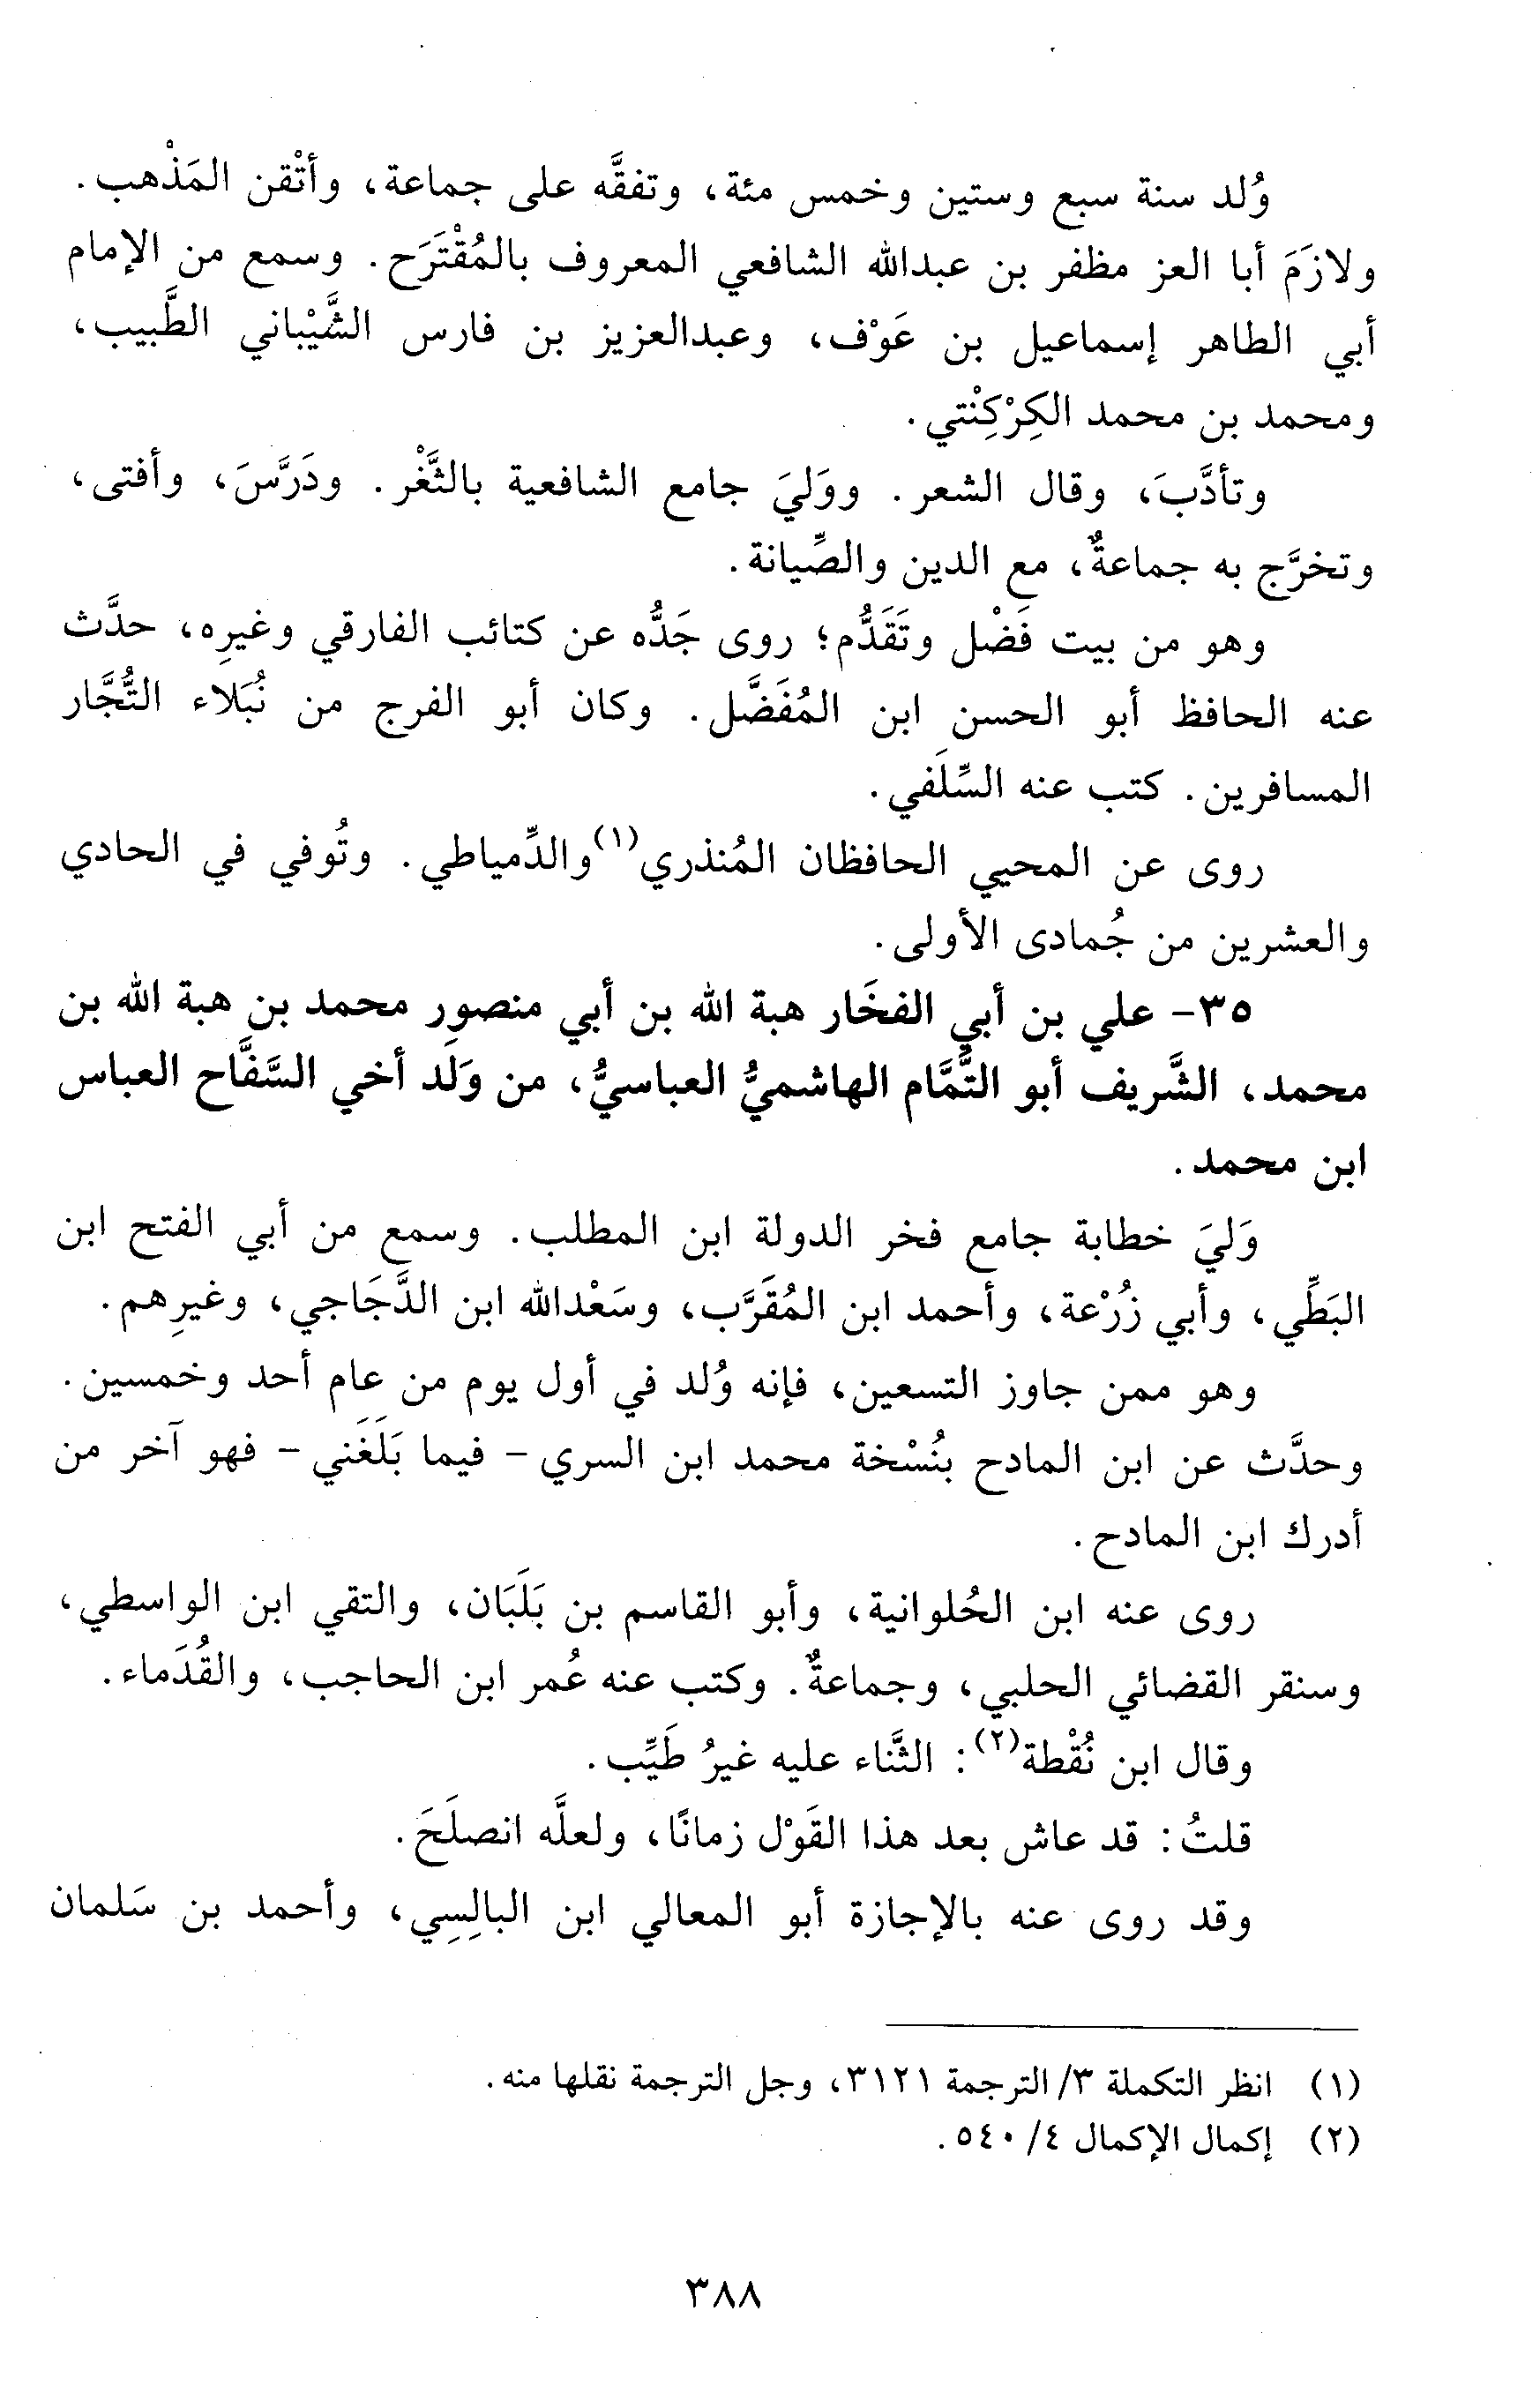 وُلد سنة سبع وستين وخمس مئة، وتفقَّه على جماعة، وأتْقن المَذْهب.
ولازَمَ أبا العز مظفر بن عبدالله الشافعي المعروف بالمُقْتَرَح. وسمع من الإمام
أبي الطاهر إسماعيل بن عَوْف، وعبدالعزيز بن فارس الشَّيْباني الطَّبيب،
ومحمد بن محمد الكِرْكِنْتي.
وتأدَّبَ، وقال الشعر. ووَليَ جامع الشافعية بالثَّغْر. ودَرَّسَ، وأفتى،
وتخرَّج به جماعةٌ، مع الدين والصِّيانة.
وهو من بيت فَضْل وتَقَدُّم؛ روى جَدُّه عن كتائب الفارقي وغيرِه، حدَّث
عنه الحافظ أبو الحسن ابن المُفَضَّل. وكان أبو الفرج من نُبَلاء التُّجَّار
المسافرين. كتب عنه السِّلَفي.
روى عن المحيي الحافظان المُنذري(١) والدِّمياطي. وتُوفي في الحادي
والعشرين من جُمادى الأولى.
٣٥- علي بن أبي الفخَار هبة الله بن أبي منصورِ محمد بن هبة الله بن
محمد، الشَّريف أبو التَّمَّام الهاشميُّ العباسيُّ، من وَلَد أخي السَّفَّاح العباس
ابن محمد.
وَليَ خطابة جامع فخر الدولة ابن المطلب. وسمع من أبي الفتح ابن
البَطِّي، وأبي زُرْعة، وأحمد ابن المُقَرَّب، وسَعْدالله ابن الدَّجَاجي، وغيرِهم.
وهو ممن جاوز التسعين، فإنه وُلد في أول يوم من عام أحد وخمسين.
وحدَّث عن ابن المادح بنُسْخة محمد ابن السري - فيما بَلَغَني - فهو آخر من
أدرك ابن المادح.
روى عنه ابن الحُلوانية، وأبو القاسم بن بَلَبَان، والتقي ابن الواسطي،
وسنقر القضائي الحلبي، وجماعةٌ. وكتب عنه عُمر ابن الحاجب، والقُدَماء.
وقال ابن نُقْطة(٢): الثَّناء عليه غيرُ طَيِّب.
قلتُ: قد عاش بعد هذا القَوْل زمانًا، ولعلَّه انصلَحَ.
وقد روى عنه بالإجازة أبو المعالي ابن البالِسِي، وأحمد بن سَلمان
(١) انظر التكملة ٣/ الترجمة ٣١٢١، وجل الترجمة نقلها منه.
(٢) إكمال الإكمال ٤/ ٥٤٠.
٣٨٨